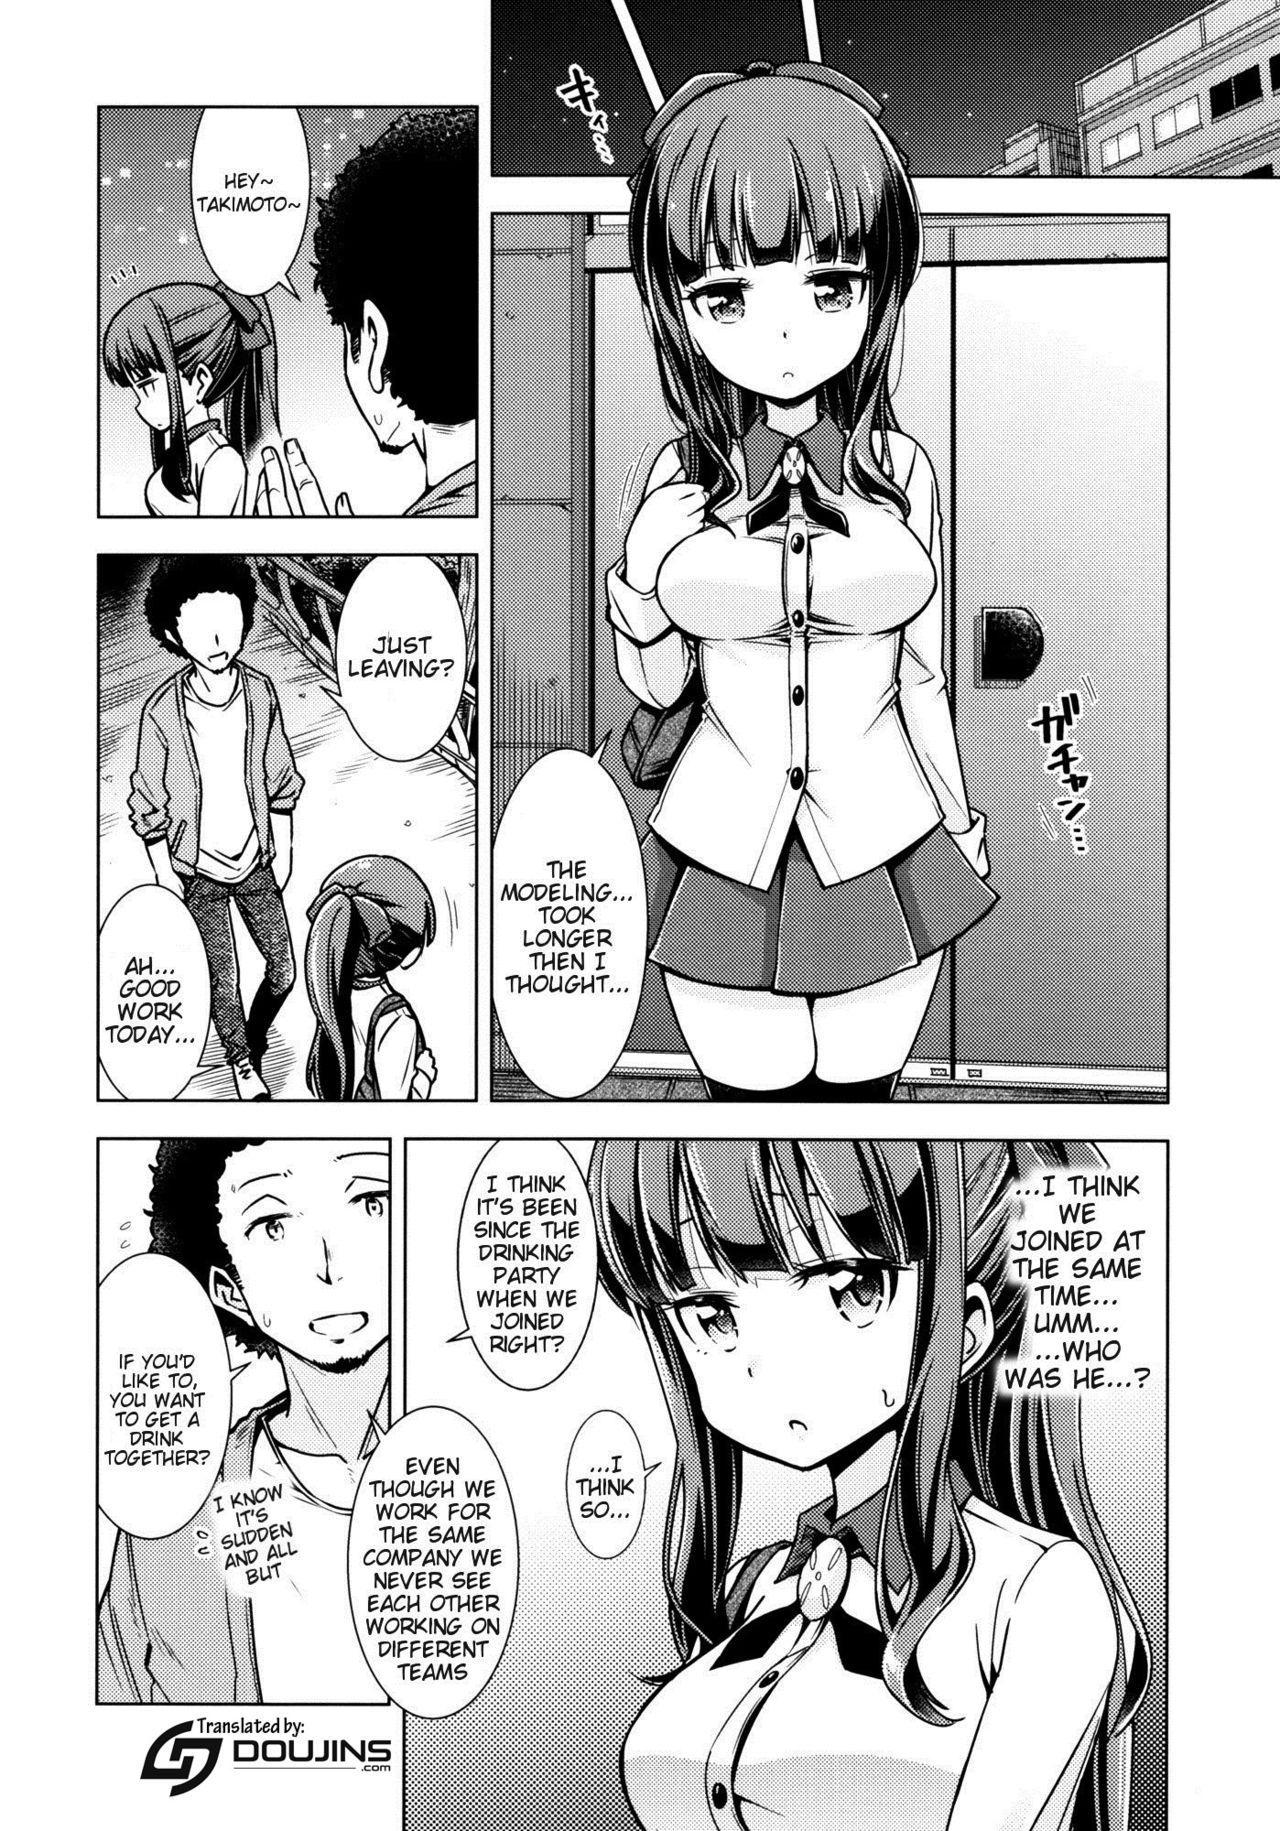 キィ…
ガチャン…
THE
MODELING...
TOOK
LONGER
THEN I
THOUGHT...
HEY~
TAKIMOTO~
JUST
LEAVING?
AH...
GOOD
WORK
TODAY...
...I THINK
WE
JOINED AT
THE SAME
TIME...
UMM...
...WHO
WAS HE...?
I THINK
IT'S BEEN
SINCE THE
DRINKING
PARTY
WHEN WE
JOINED
RIGHT?
...I
THINK
SO...
EVEN
THOUGH WE
WORK FOR
THE SAME
COMPANY WE
NEVER SEE
EACH OTHER
WORKING ON
DIFFERENT
TEAMS
IF YOU'D
LIKE TO,
YOU WANT
TO GET A
DRINK
TOGETHER?
I KNOW
IT'S
SUDDEN
AND ALL
BUT
Translated by:
DOUJINS
.com